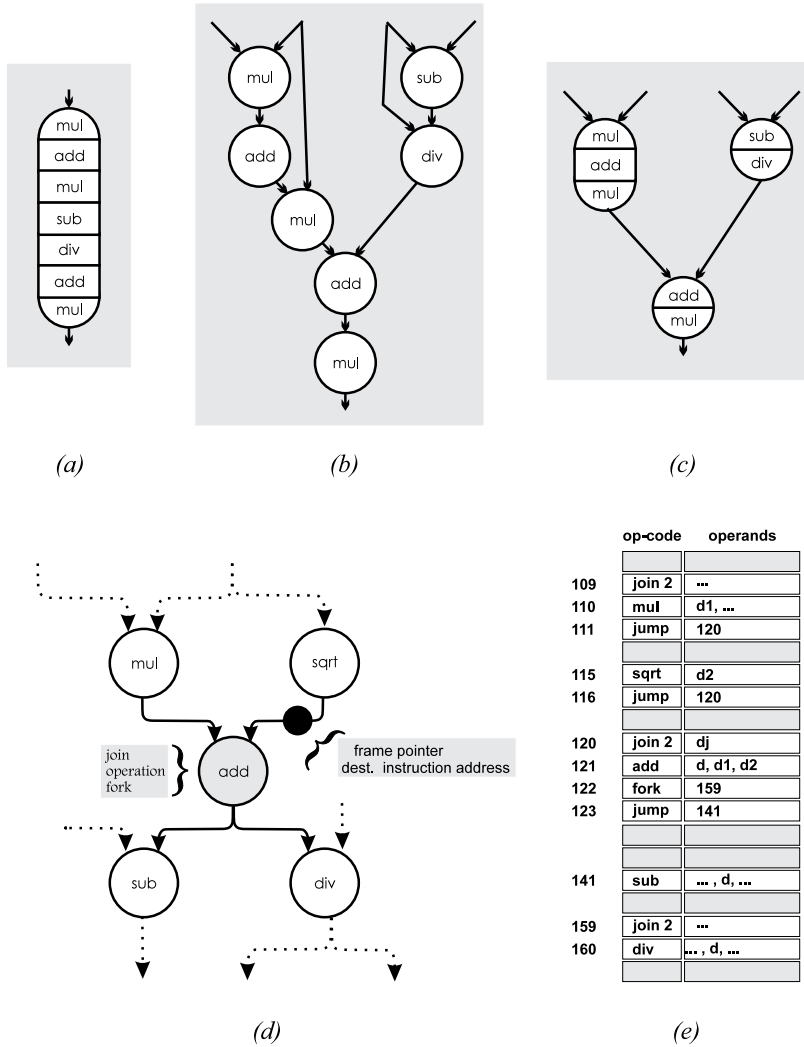 mul
add
mul
sub
div
add
mul
(a)
mul
sub
add
div
mul
add
mul
(b)
mul
add
mul
sub
div
add
mul
(c)
mul
sqrt
join
operation
fork
add
frame pointer
dest. instruction address
sub
div
(d)
op-code operands
109 join 2 ...
110 mul d1, ...
111 jump 120
115 sqrt d2
116 jump 120
120 join 2 dj
121 add d, d1, d2
122 fork 159
123 jump 141
141 sub ... , d, ...
159 join 2 ...
160 div ... , d, ...
(e)